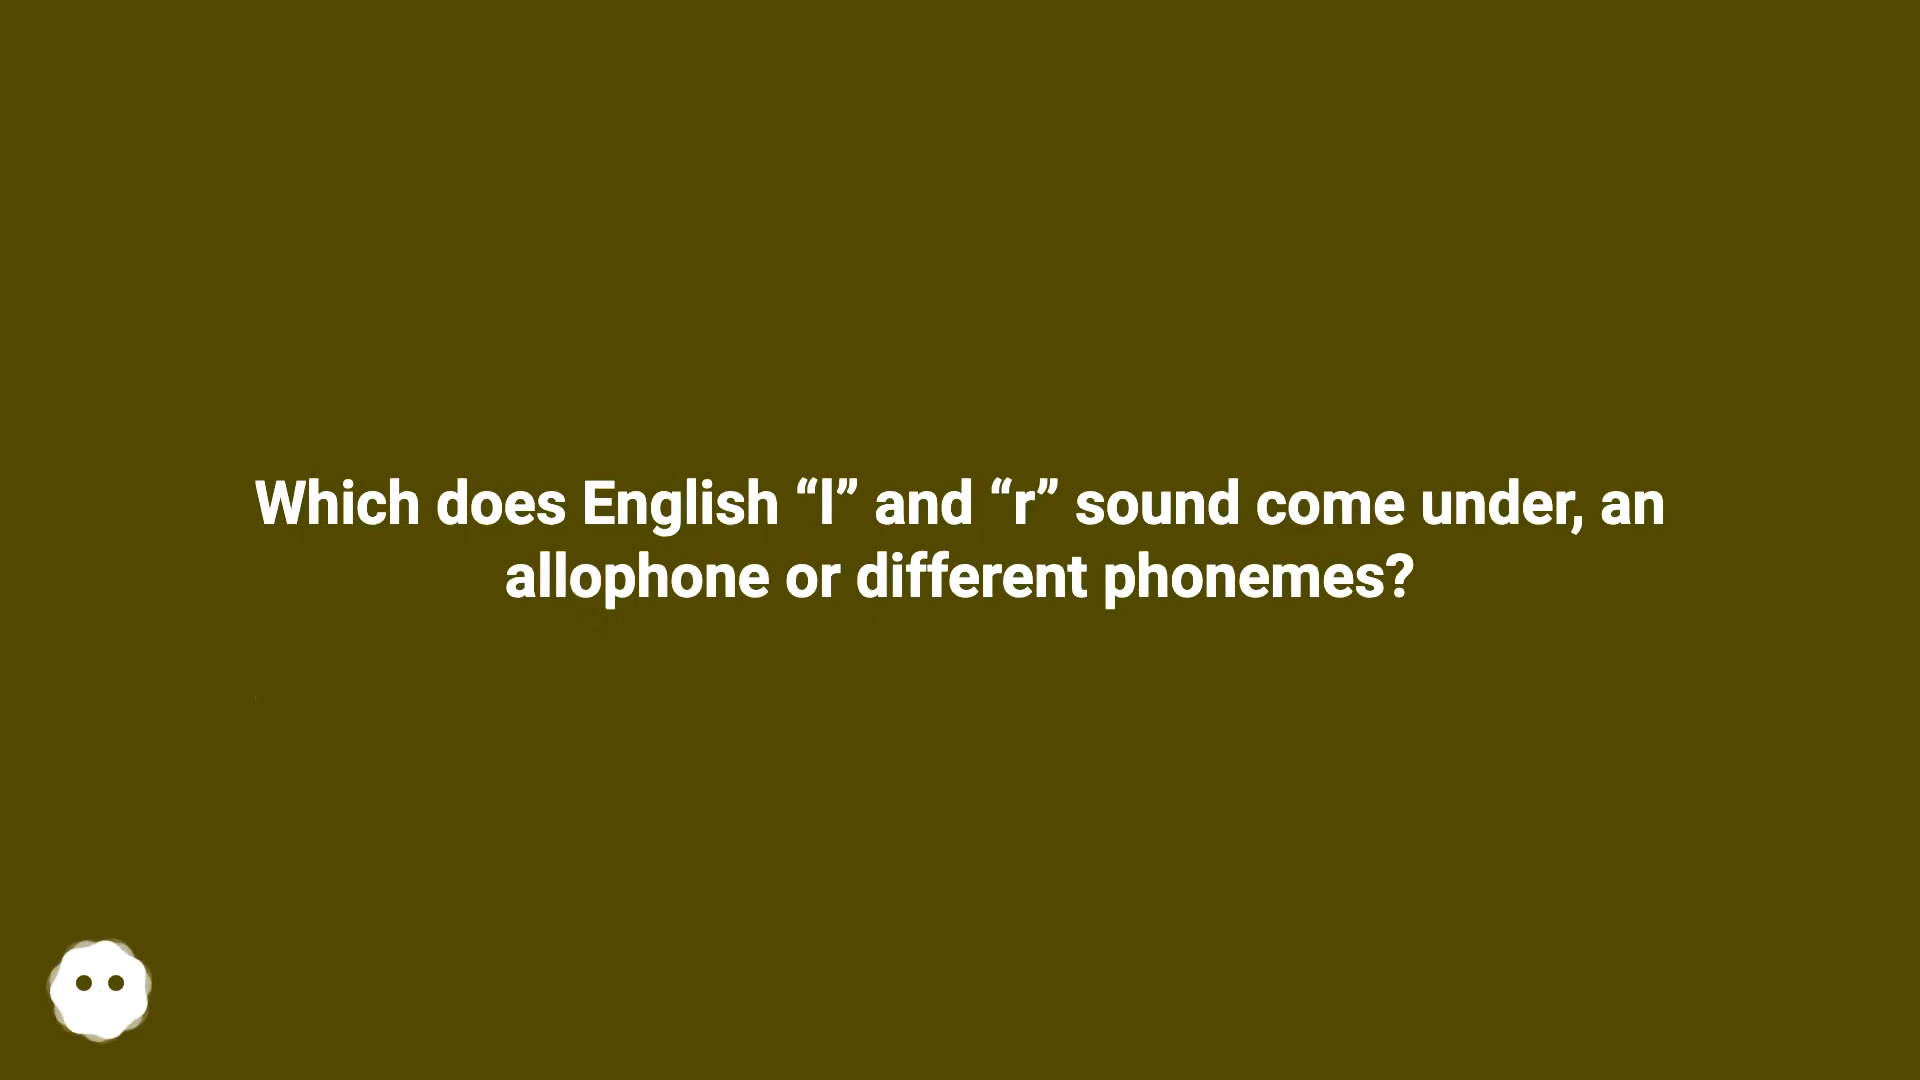 Which does English “l” and “r” sound come under, an
allophone or different phonemes?